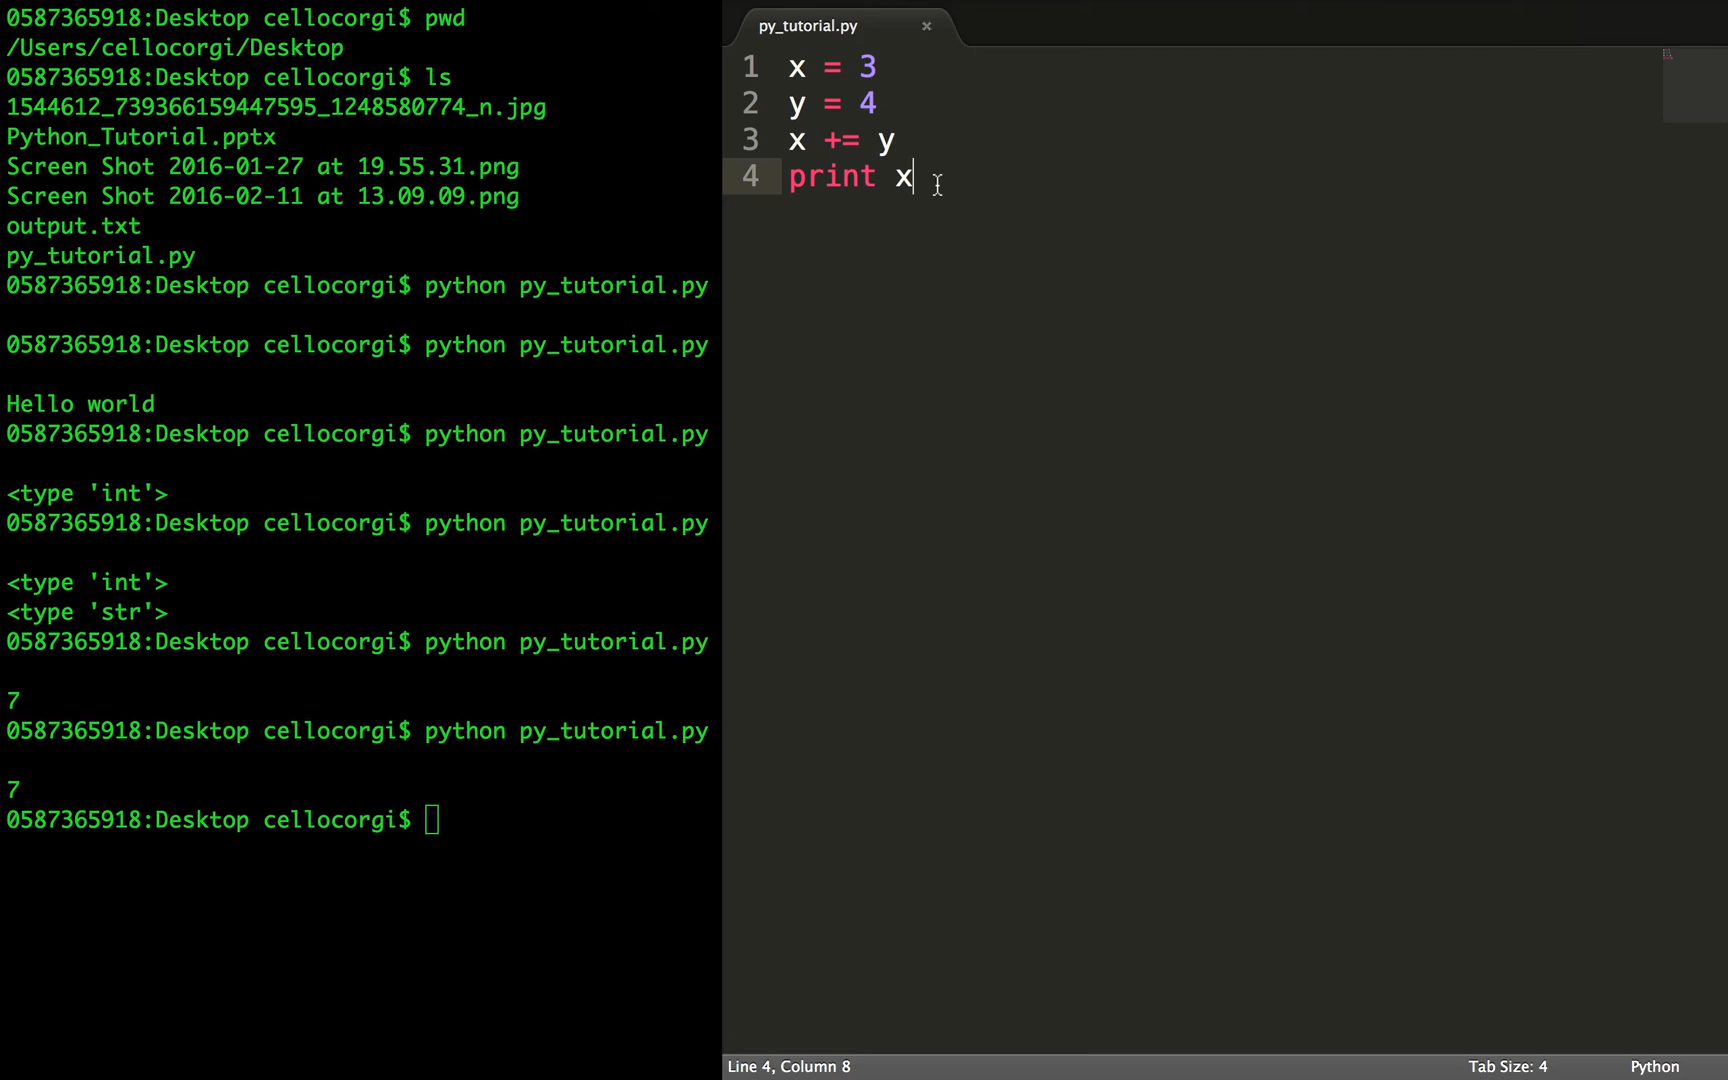 0587365918:Desktop cellocorgi$ pwd
/Users/cellocorgi/Desktop
0587365918:Desktop cellocorgi$ ls
1544612_739366159447595_1248580774_n.jpg
Python_Tutorial.pptx
Screen Shot 2016-01-27 at 19.55.31.png
Screen Shot 2016-02-11 at 13.09.09.png
output.txt
py_tutorial.py
0587365918:Desktop cellocorgi$ python py_tutorial.py
0587365918:Desktop cellocorgi$ python py_tutorial.py
Hello world
0587365918:Desktop cellocorgi$ python py_tutorial.py
<type 'int'>
0587365918:Desktop cellocorgi$ python py_tutorial.py
<type 'int'>
<type 'str'>
0587365918:Desktop cellocorgi$ python py_tutorial.py
7
0587365918:Desktop cellocorgi$ python py_tutorial.py
7
0587365918:Desktop cellocorgi$
py_tutorial.py ×
1 x = 3
2 y = 4
3 x += y
4 print x
Line 4, Column 8 Tab Size: 4 Python